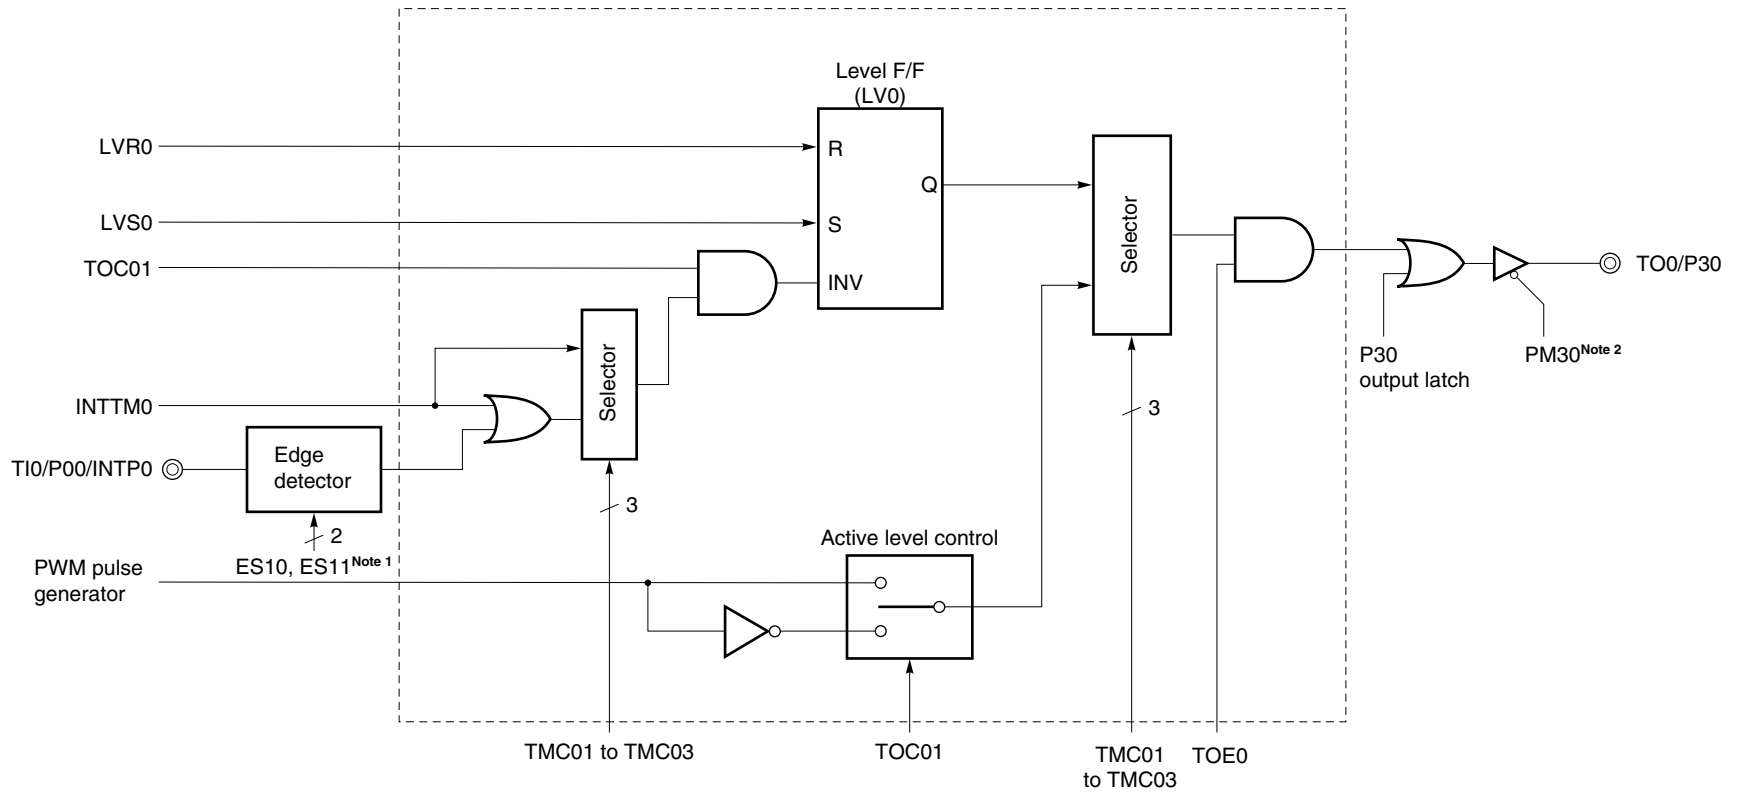 Level F/F
(LV0)
LVR0
R
Q
LVS0
S
TOC01
INV
Selector
Selector
TO0/P30
P30
output latch
PM30Note 2
INTTM0
3
TI0/P00/INTP0
Edge
detector
3
2
ES10, ES11Note 1
PWM pulse
generator
Active level control
TMC01 to TMC03
TOC01
TMC01
to TMC03
TOE0